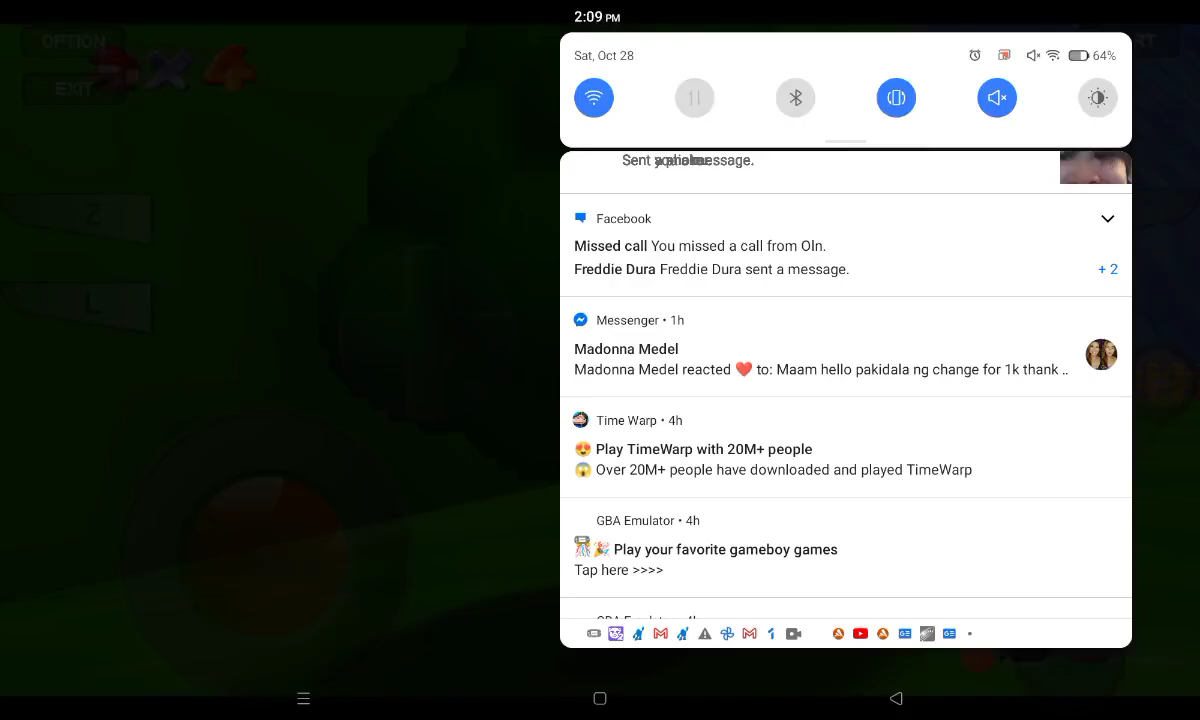 2:09 PM
OPTION
EXIT
Z
L
Sat, Oct 28
64%
Sent message.
Facebook
Missed call You missed a call from Oln.
Freddie Dura Freddie Dura sent a message.
+ 2
Messenger • 1h
Madonna Medel
Madonna Medel reacted ❤️ to: Maam hello pakidala ng change for 1k thank ..
Time Warp • 4h
😍 Play TimeWarp with 20M+ people
😱 Over 20M+ people have downloaded and played TimeWarp
GBA Emulator • 4h
🎊🎉 Play your favorite gameboy games
Tap here >>>>